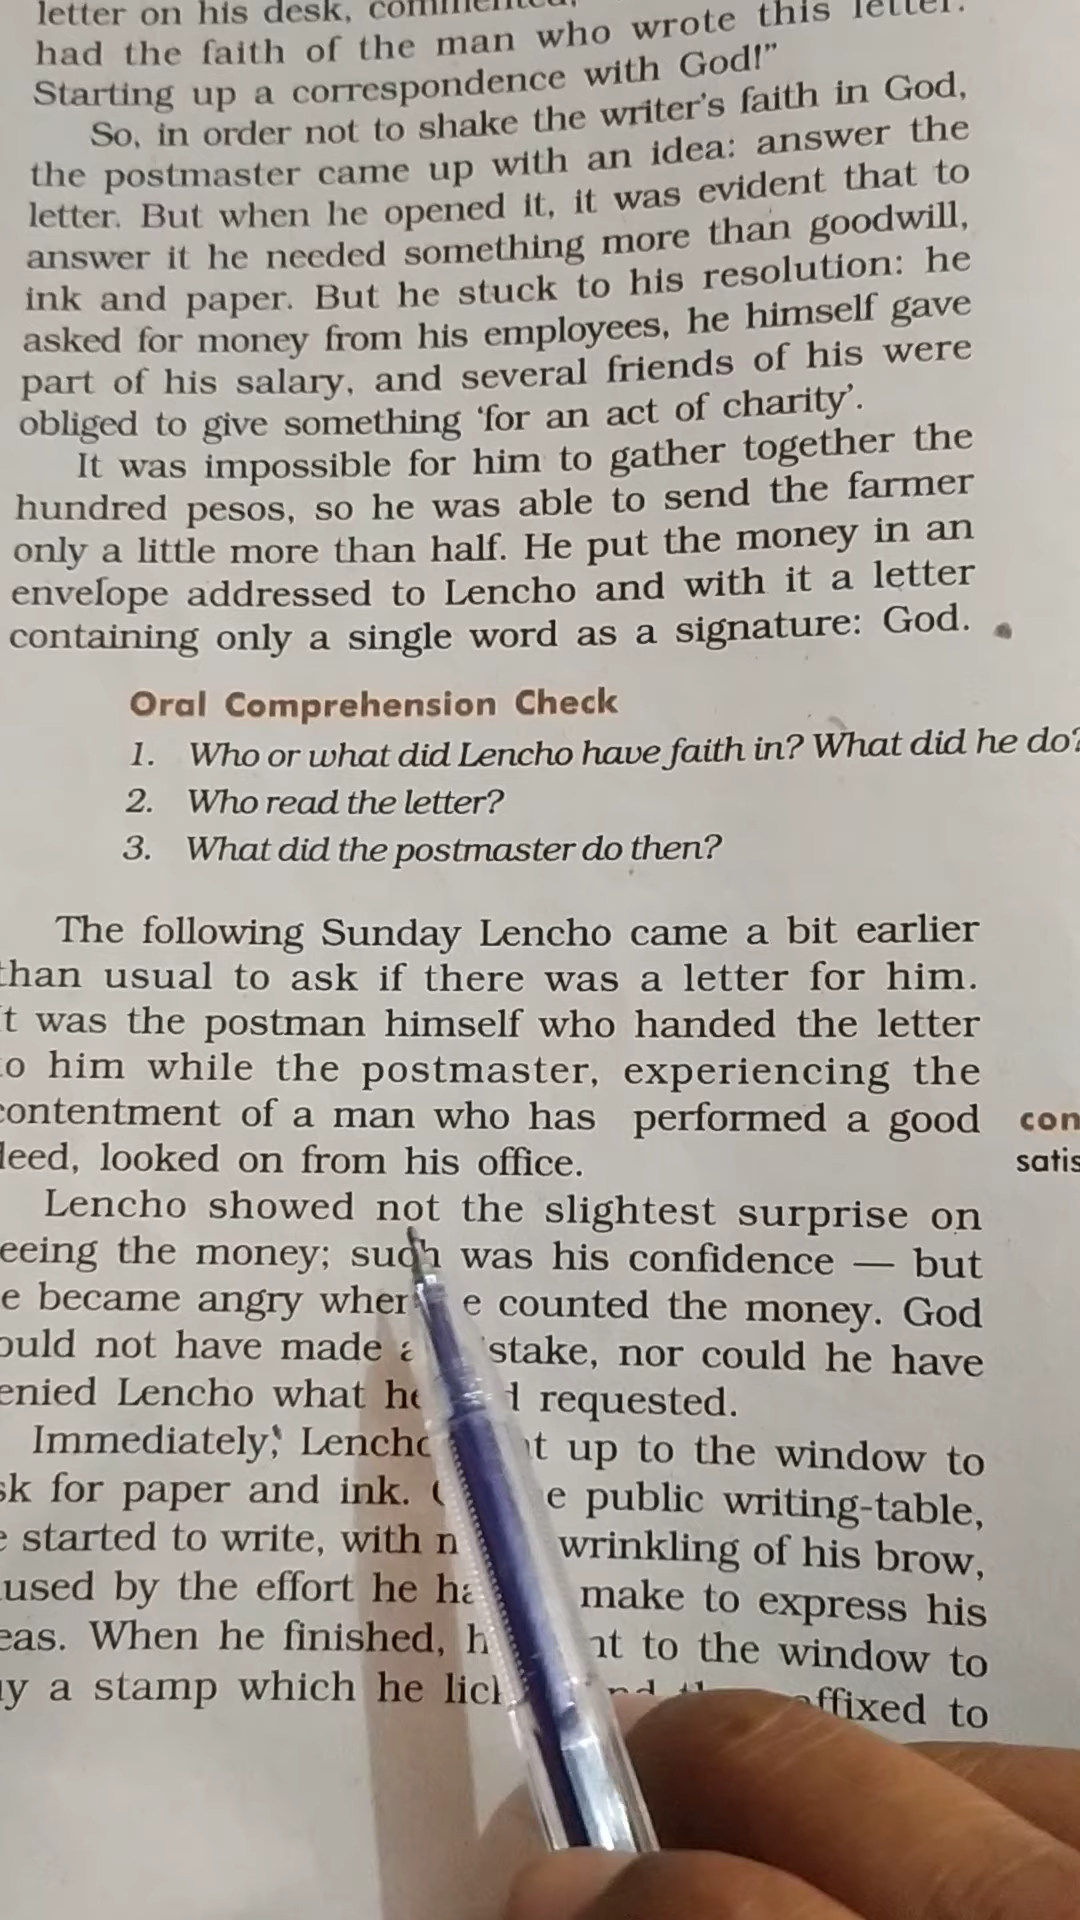 letter on his desk,
had the faith of the man who wrote this letter.
Starting up a correspondence with God!”
So, in order not to shake the writer’s faith in God,
the postmaster came up with an idea: answer the
letter. But when he opened it, it was evident that to
answer it he needed something more than goodwill,
ink and paper. But he stuck to his resolution: he
asked for money from his employees, he himself gave
part of his salary, and several friends of his were
obliged to give something ‘for an act of charity’.
It was impossible for him to gather together the
hundred pesos, so he was able to send the farmer
only a little more than half. He put the money in an
envelope addressed to Lencho and with it a letter
containing only a single word as a signature: God.
Oral Comprehension Check
1. Who or what did Lencho have faith in? What did he do?
2. Who read the letter?
3. What did the postmaster do then?
The following Sunday Lencho came a bit earlier
than usual to ask if there was a letter for him.
It was the postman himself who handed the letter
to him while the postmaster, experiencing the
contentment of a man who has performed a good
con
deed, looked on from his office.
satis
Lencho showed not the slightest surprise on
eeing the money; such was his confidence — but
e became angry when e counted the money. God
ould not have made a stake, nor could he have
enied Lencho what he d requested.
Immediately, Lencho t up to the window to
sk for paper and ink. e public writing-table,
e started to write, with wrinkling of his brow,
used by the effort he ha make to express his
eas. When he finished, h nt to the window to
y a stamp which he lick affixed to